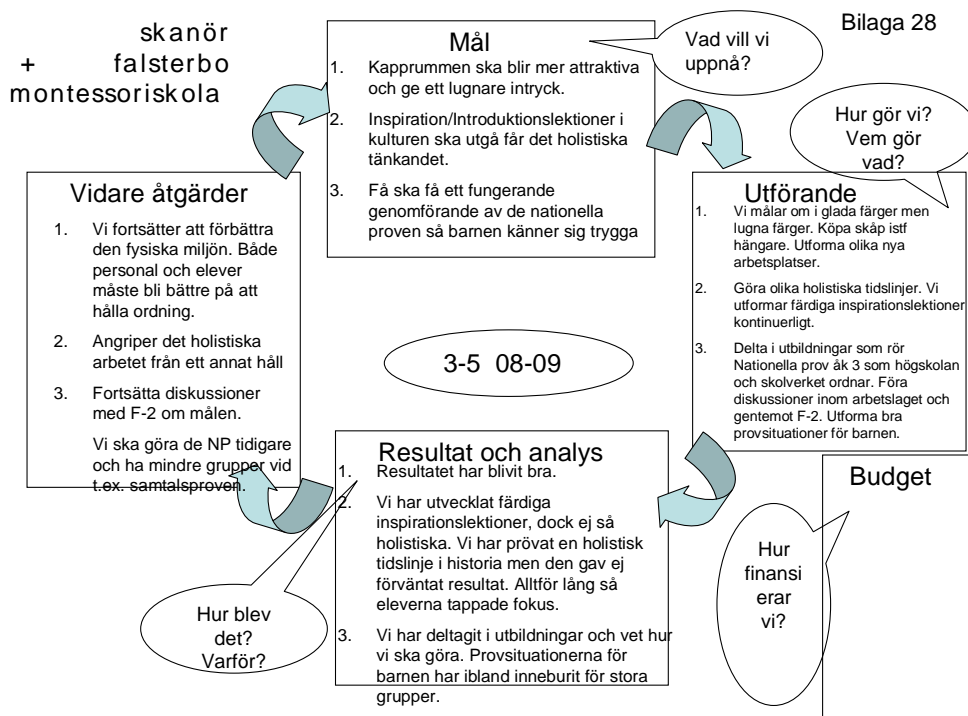 skanör
+ falsterbo
montessoriskola
Bilaga 28
Mål
1. Kapprummen ska blir mer attraktiva
och ge ett lugnare intryck.
2. Inspiration/Introduktionslektioner i
kulturen ska utgå får det holistiska
tänkandet.
3. Få ska få ett fungerande
genomförande av de nationella
proven så barnen känner sig trygga
Vad vill vi
uppnå?
Hur gör vi?
Vem gör
vad?
Utförande
1. Vi målar om i glada färger men
lugna färger. Köpa skåp istf
hängare. Utforma olika nya
arbetsplatser.
2. Göra olika holistiska tidslinjer. Vi
utformar färdiga inspirationslektioner
kontinuerligt.
3. Delta i utbildningar som rör
Nationella prov åk 3 som högskolan
och skolverket ordnar. Föra
diskussioner inom arbetslaget och
gentemot F-2. Utforma bra
provsituationer för barnen.
Vidare åtgärder
1. Vi fortsätter att förbättra
den fysiska miljön. Både
personal och elever
måste bli bättre på att
hålla ordning.
2. Angriper det holistiska
arbetet från ett annat håll
3. Fortsätta diskussioner
med F-2 om målen.
Vi ska göra de NP tidigare
och ha mindre grupper vid
t.ex. samtalsproven.
3-5 08-09
Resultat och analys
1. Resultatet har blivit bra.
2. Vi har utvecklat färdiga
inspirationslektioner, dock ej så
holistiska. Vi har prövat en holistisk
tidslinje i historia men den gav ej
förväntat resultat. Alltför lång så
eleverna tappade fokus.
3. Vi har deltagit i utbildningar och vet hur
vi ska göra. Provsituationerna för
barnen har ibland inneburit för stora
grupper.
Hur blev
det?
Varför?
Budget
Hur
finansi
erar
vi?